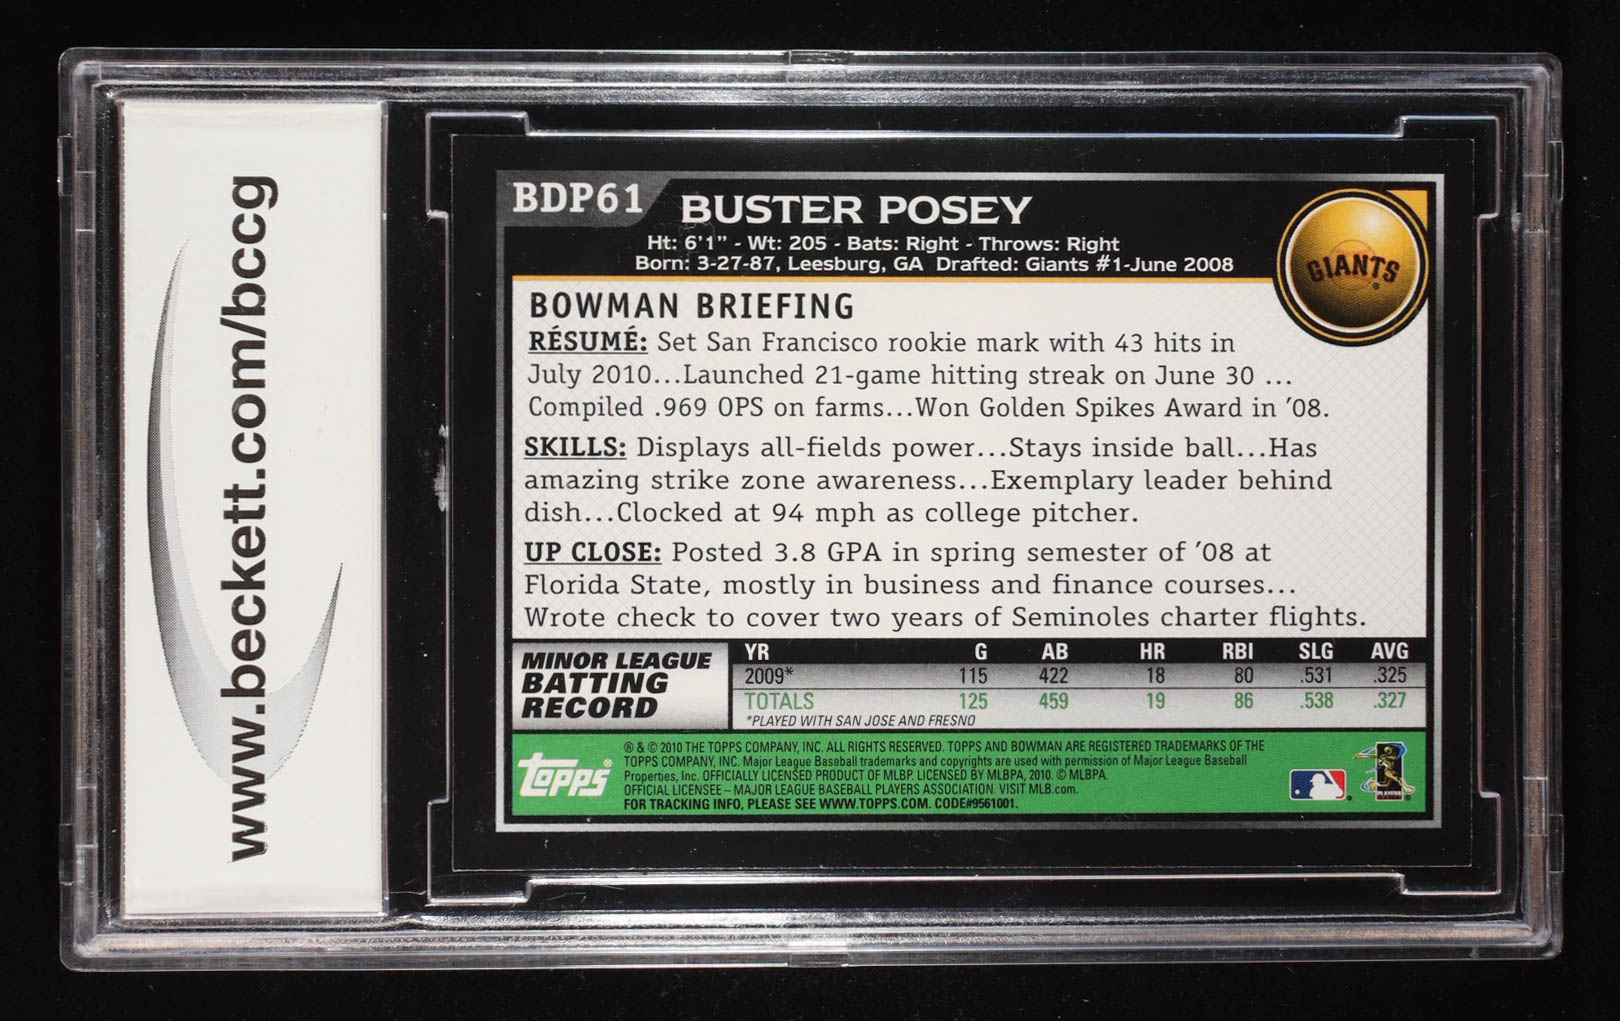 www.beckett.com/bccg
BDP61
BUSTER POSEY
Ht: 6'1" - Wt: 205 - Bats: Right - Throws: Right
Born: 3-27-87, Leesburg, GA Drafted: Giants #1-June 2008
GIANTS
BOWMAN BRIEFING
RÉSUMÉ: Set San Francisco rookie mark with 43 hits in
July 2010...Launched 21-game hitting streak on June 30 ...
Compiled .969 OPS on farms...Won Golden Spikes Award in '08.
SKILLS: Displays all-fields power...Stays inside ball...Has
amazing strike zone awareness...Exemplary leader behind
dish...Clocked at 94 mph as college pitcher.
UP CLOSE: Posted 3.8 GPA in spring semester of '08 at
Florida State, mostly in business and finance courses...
Wrote check to cover two years of Seminoles charter flights.
MINOR LEAGUE
BATTING
RECORD
YR G AB HR RBI SLG AVG
2009* 115 422 18 80 .531 .325
TOTALS 125 459 19 86 .538 .327
*PLAYED WITH SAN JOSE AND FRESNO
topps®
® & © 2010 THE TOPPS COMPANY, INC. ALL RIGHTS RESERVED. TOPPS AND BOWMAN ARE REGISTERED TRADEMARKS OF THE
TOPPS COMPANY, INC. Major League Baseball trademarks and copyrights are used with permission of Major League Baseball
Properties, Inc. OFFICIALLY LICENSED PRODUCT OF MLBP. LICENSED BY MLBPA, 2010. © MLBPA.
OFFICIAL LICENSEE – MAJOR LEAGUE BASEBALL PLAYERS ASSOCIATION. VISIT MLB.com.
FOR TRACKING INFO, PLEASE SEE WWW.TOPPS.COM. CODE#9561001.